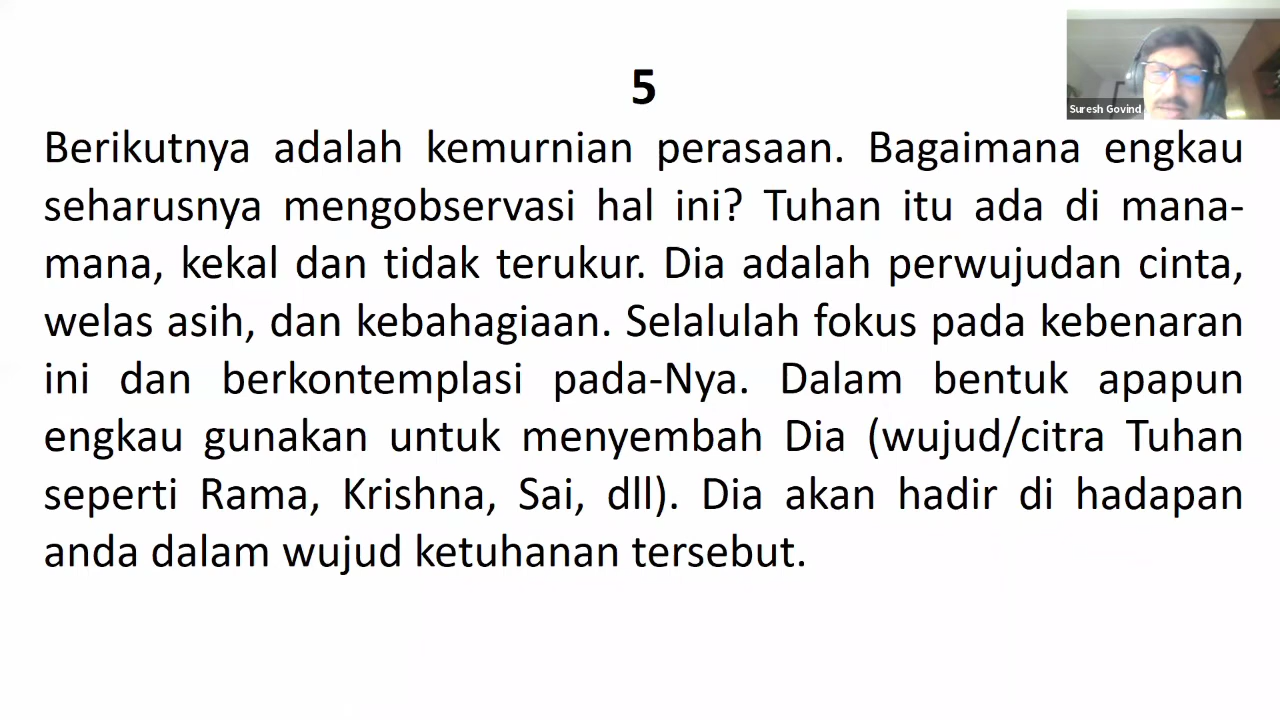 5
Suresh Govind
Berikutnya adalah kemurnian perasaan. Bagaimana engkau
seharusnya mengobservasi hal ini? Tuhan itu ada di mana-
mana, kekal dan tidak terukur. Dia adalah perwujudan cinta,
welas asih, dan kebahagiaan. Selalulah fokus pada kebenaran
ini dan berkontemplasi pada-Nya. Dalam bentuk apapun
engkau gunakan untuk menyembah Dia (wujud/citra Tuhan
seperti Rama, Krishna, Sai, dll). Dia akan hadir di hadapan
anda dalam wujud ketuhanan tersebut.